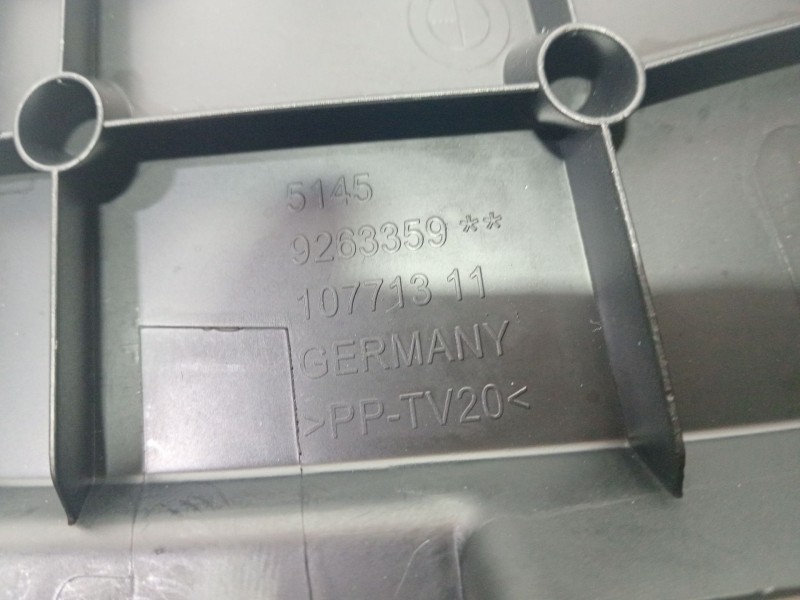 5145
9263359 **
107713 11
GERMANY
>PP-TV20<